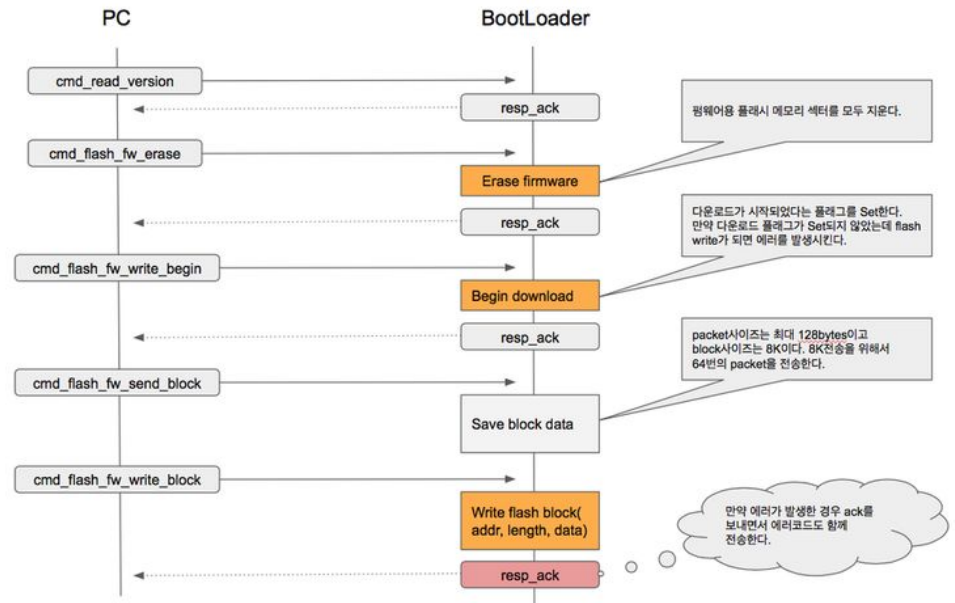 PC
BootLoader
cmd_read_version
resp_ack
펌웨어용 플래시 메모리 섹터를 모두 지운다.
cmd_flash_fw_erase
Erase firmware
resp_ack
다운로드가 시작되었다는 플래그를 Set한다.
만약 다운로드 플래그가 Set되지 않았는데 flash
write가 되면 에러를 발생시킨다.
cmd_flash_fw_write_begin
Begin download
resp_ack
packet사이즈는 최대 128bytes이고
block사이즈는 8K이다. 8K전송을 위해서
64번의 packet을 전송한다.
cmd_flash_fw_send_block
Save block data
cmd_flash_fw_write_block
Write flash block(
addr, length, data)
만약 에러가 발생한 경우 ack를
보내면서 에러코드도 함께
전송한다.
resp_ack